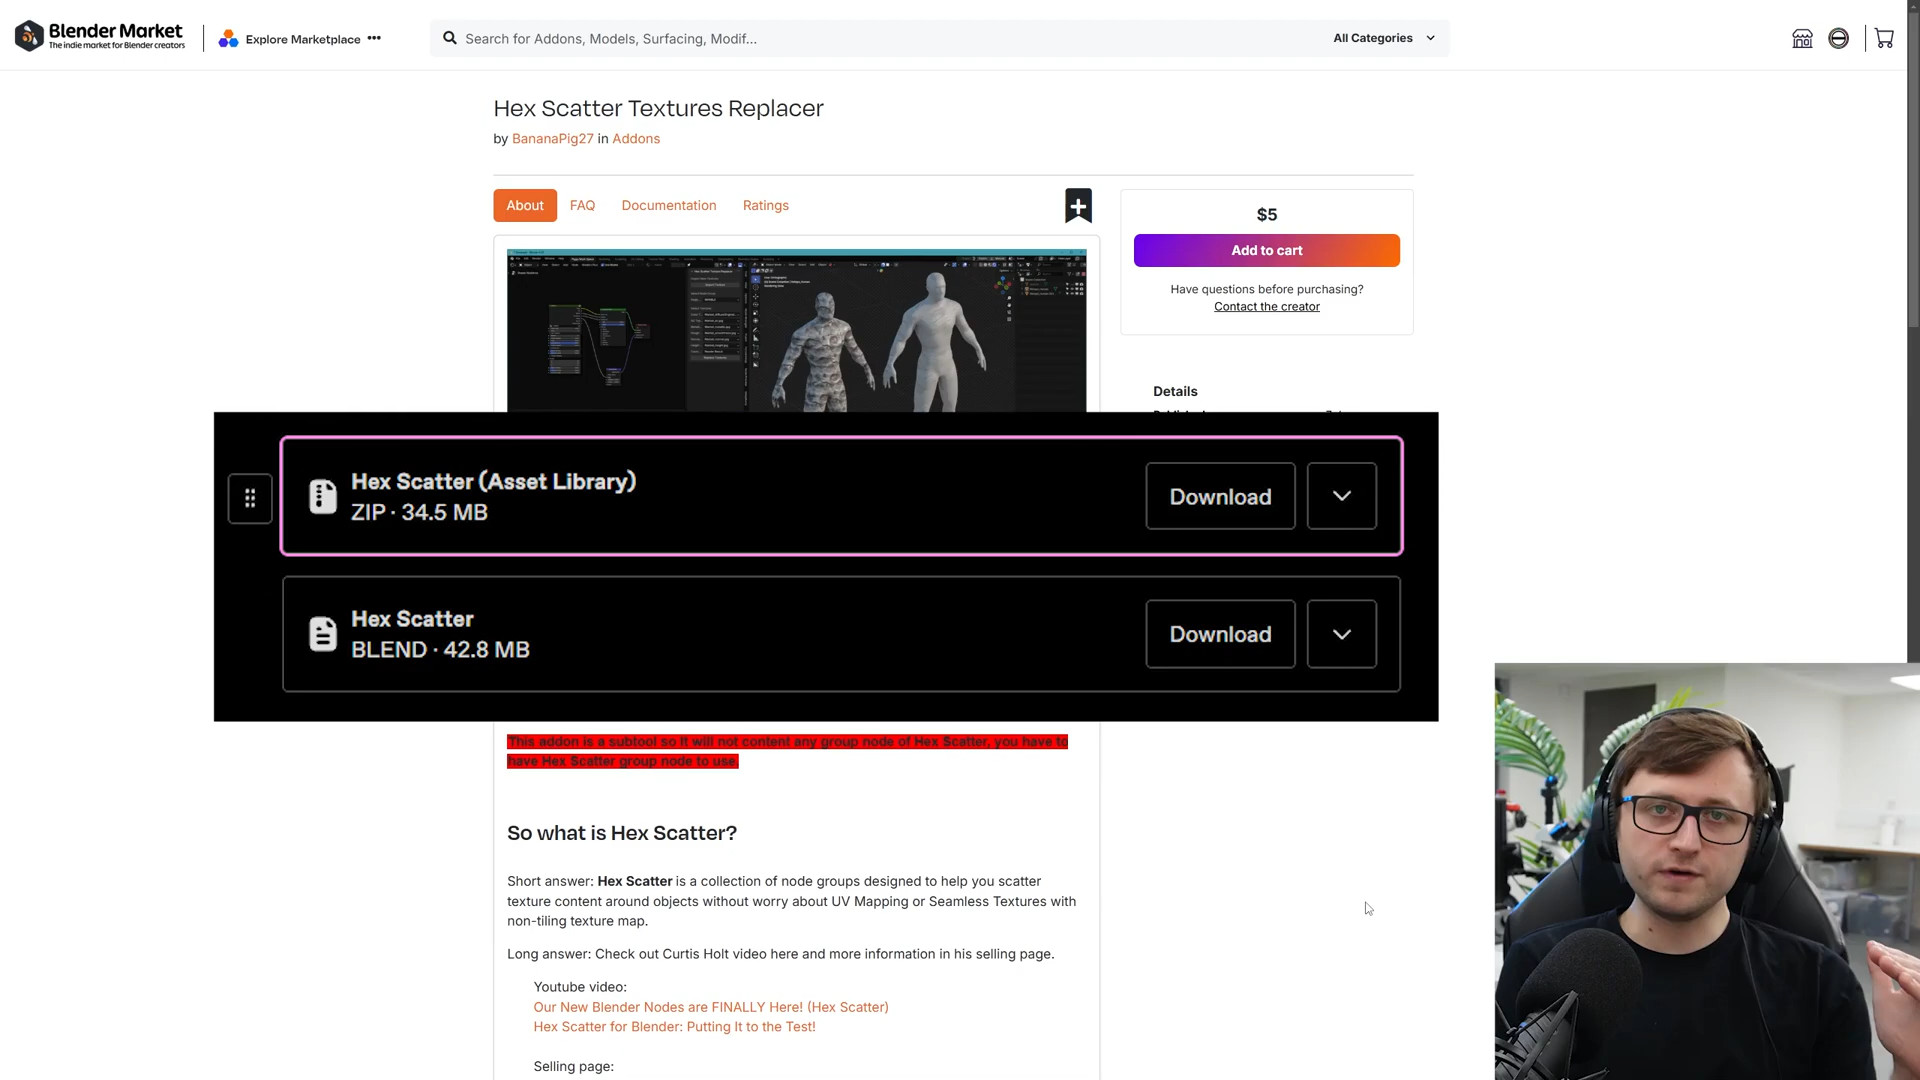 Blender Market
The indie market for Blender creators
Explore Marketplace •••
Search for Addons, Models, Surfacing, Modif...
All Categories
Hex Scatter Textures Replacer
by BananaPig27 in Addons
About
FAQ
Documentation
Ratings
$5
Add to cart
Have questions before purchasing?
Contact the creator
Details
Hex Scatter (Asset Library)
ZIP · 34.5 MB
Download
Hex Scatter
BLEND · 42.8 MB
Download
This addon is a subtool so it will not content any group node of Hex Scatter, you have to
have Hex Scatter group node to use.
So what is Hex Scatter?
Short answer: Hex Scatter is a collection of node groups designed to help you scatter
texture content around objects without worry about UV Mapping or Seamless Textures with
non-tiling texture map.
Long answer: Check out Curtis Holt video here and more information in his selling page.
Youtube video:
Our New Blender Nodes are FINALLY Here! (Hex Scatter)
Hex Scatter for Blender: Putting It to the Test!
Selling page: